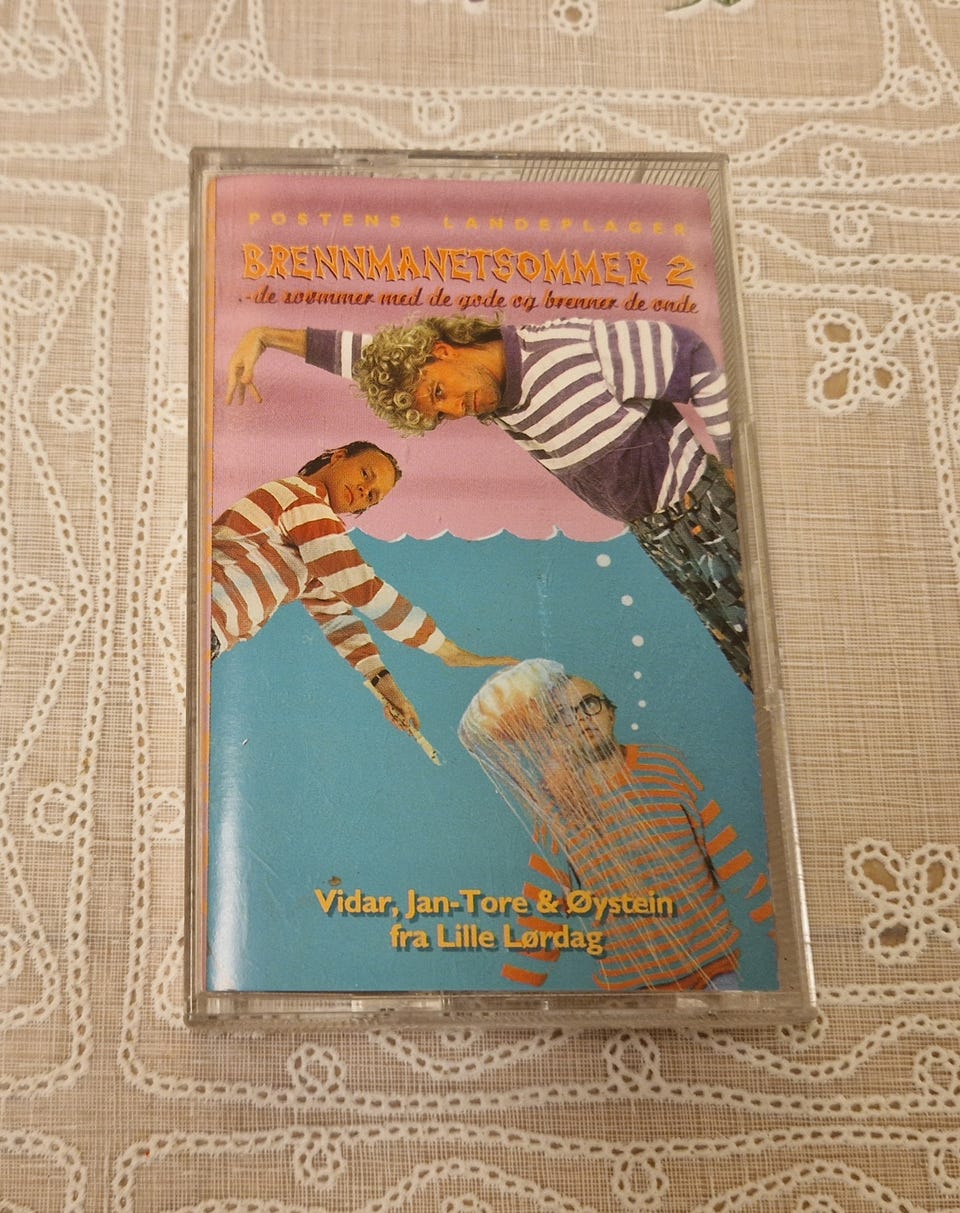 POSTENS LANDEPLAGER
BRENNMANETSOMMER 2
-de svømmer med de gode og brenner de onde
Vidar, Jan-Tore & Øystein
fra Lille Lørdag